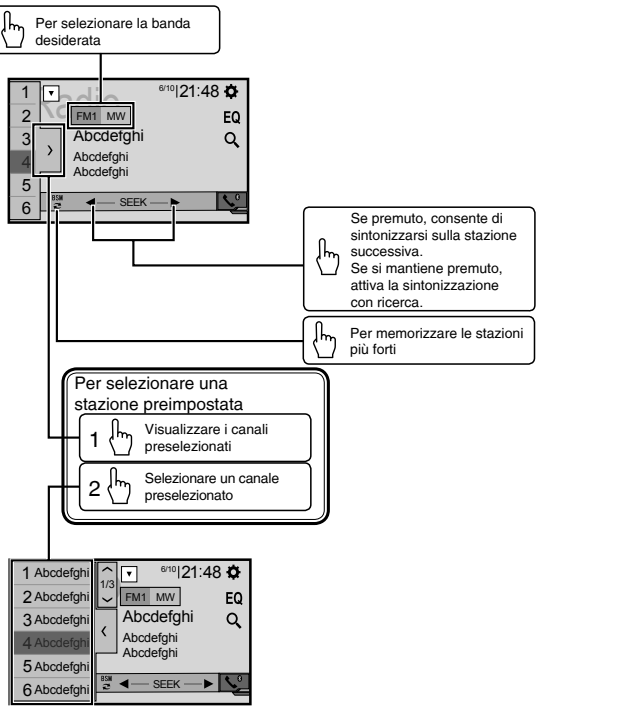 Per selezionare la banda
desiderata
1
2
3
4
5
6
Radio
6/10 21:48
FM1 MW
EQ
Abcdefghi
Abcdefghi
Abcdefghi
BSM
SEEK
Se premuto, consente di
sintonizzarsi sulla stazione
successiva.
Se si mantiene premuto,
attiva la sintonizzazione
con ricerca.
Per memorizzare le stazioni
più forti
Per selezionare una
stazione preimpostata
1 Visualizzare i canali
preselezionati
2 Selezionare un canale
preselezionato
1 Abcdefghi
2 Abcdefghi
3 Abcdefghi
4 Abcdefghi
5 Abcdefghi
6 Abcdefghi
1/3
6/10 21:48
FM1 MW
EQ
Abcdefghi
Abcdefghi
Abcdefghi
BSM
SEEK